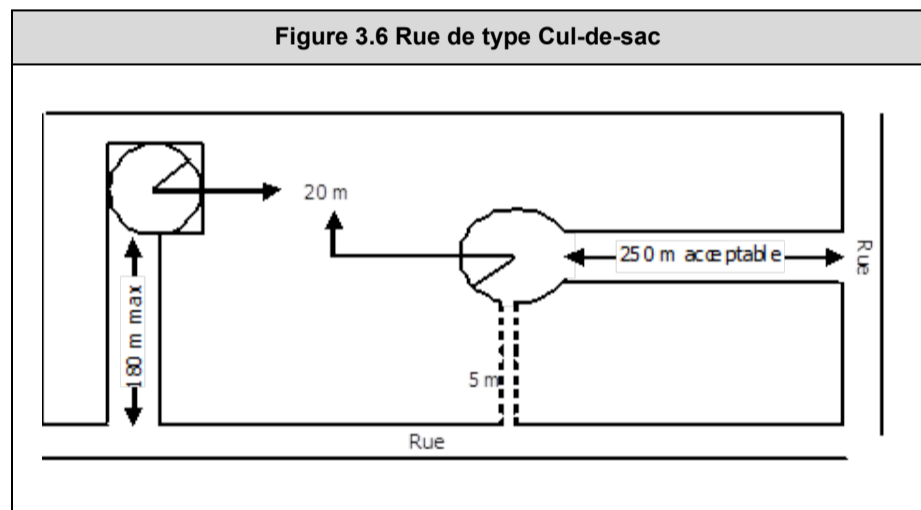 Figure 3.6 Rue de type Cul-de-sac
20 m
250 m acceptable
Rue
180 m max
5 m
Rue